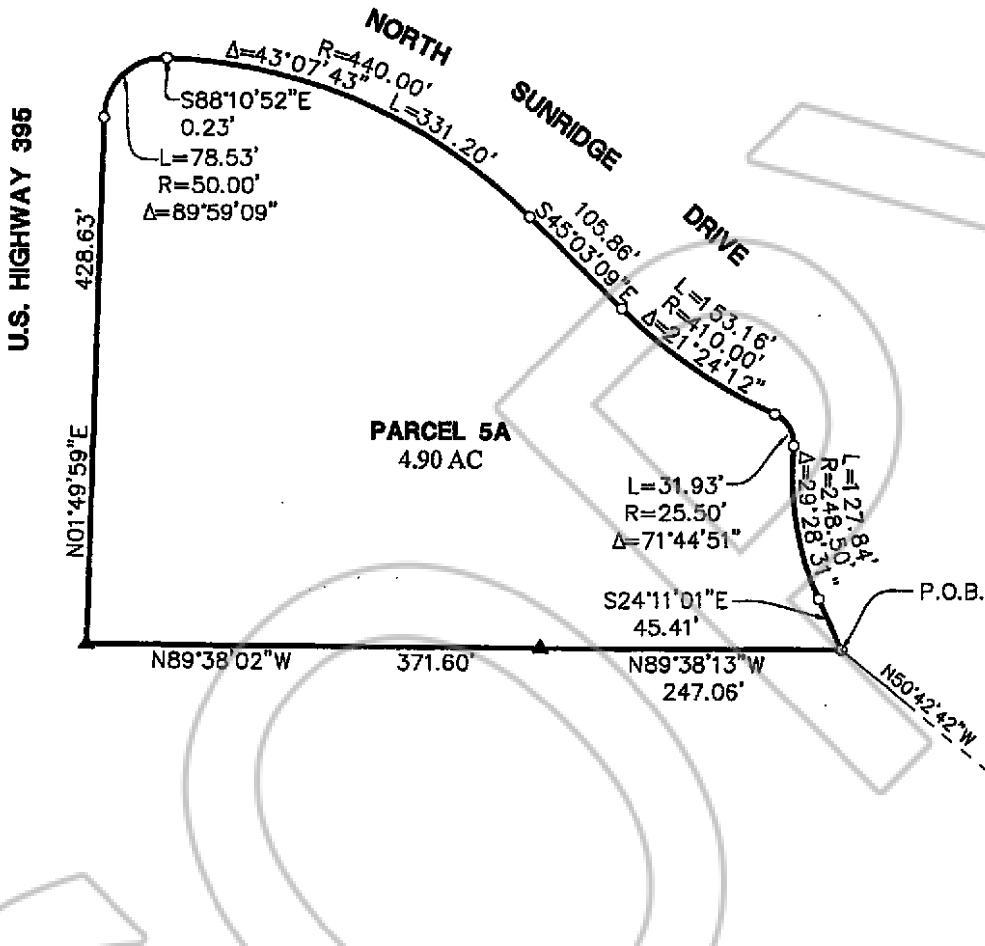 NORTH
SUNRIDGE
DRIVE
U.S. HIGHWAY 395
Δ=43°07'43"
R=440.00'
L=331.20'
S88°10'52"E
0.23'
L=78.53'
R=50.00'
Δ=89°59'09"
428.63'
N01°49'59"E
105.86'
S45°03'09"E
L=153.16'
R=410.00'
Δ=21°24'12"
PARCEL 5A
4.90 AC
L=31.93'
R=25.50'
Δ=71°44'51"
L=127.84'
R=248.50'
Δ=29°28'31"
S24°11'01"E
45.41'
P.O.B.
N89°38'02"W 371.60'
N89°38'13"W
247.06'
N50°42'42"W